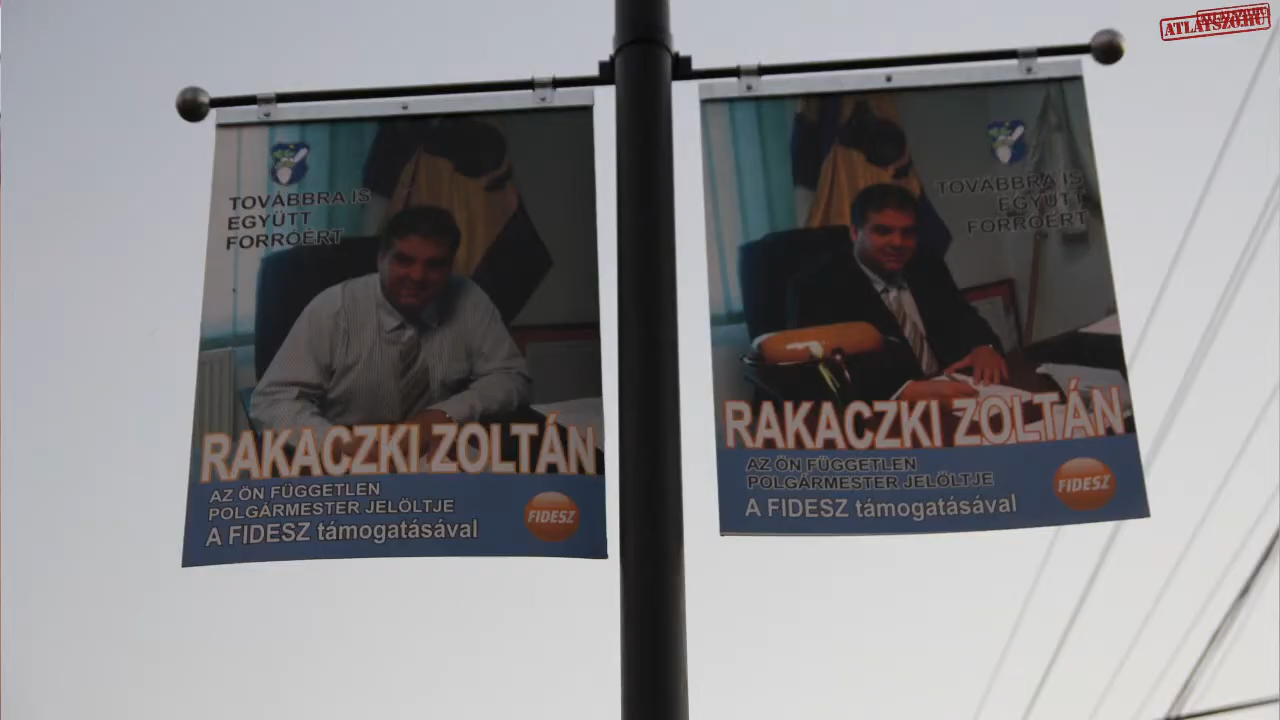 ATLATSZO.HU
TOVÁBBRA IS
EGYÜTT
FORRÓÉRT
RAKACZKI ZOLTÁN
AZ ÖN FÜGGETLEN
POLGÁRMESTER JELÖLTJE
A FIDESZ támogatásával
FIDESZ
TOVÁBBRA IS
EGYÜTT
FORRÓÉRT
RAKACZKI ZOLTÁN
AZ ÖN FÜGGETLEN
POLGÁRMESTER JELÖLTJE
A FIDESZ támogatásával
FIDESZ